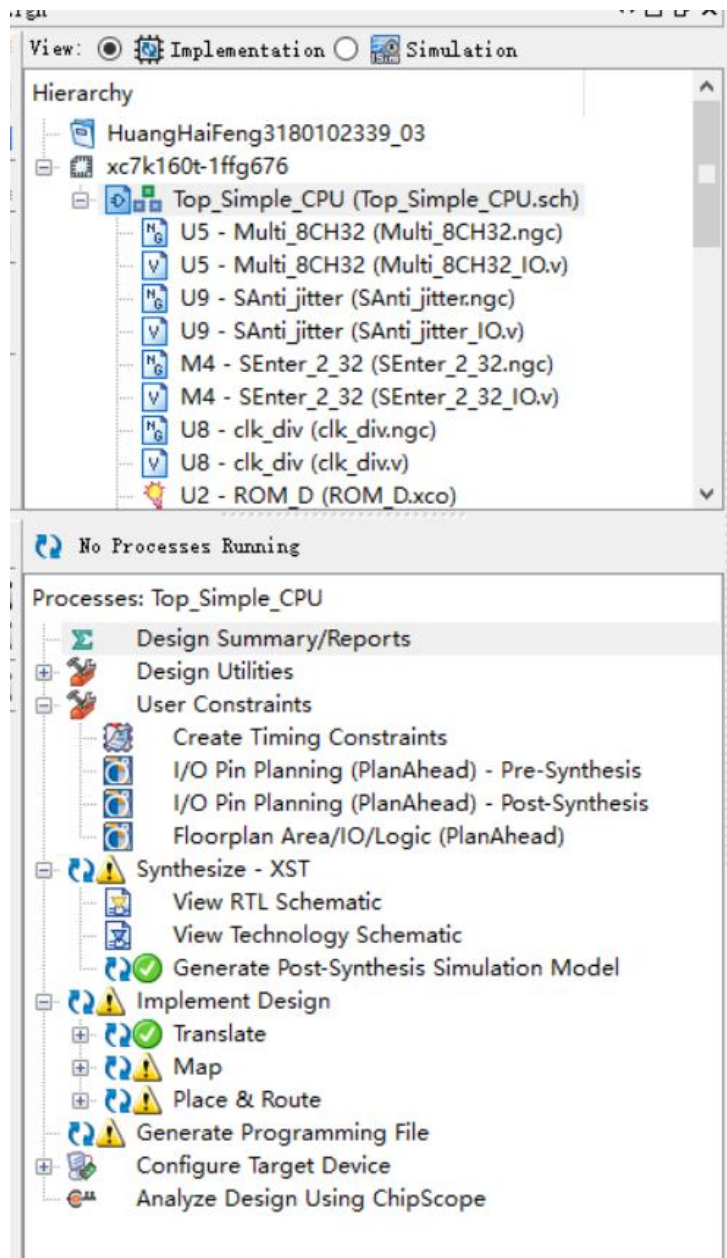 View: Implementation Simulation
Hierarchy
HuangHaiFeng3180102339_03
xc7k160t-1ffg676
Top_Simple_CPU (Top_Simple_CPU.sch)
U5 - Multi_8CH32 (Multi_8CH32.ngc)
U5 - Multi_8CH32 (Multi_8CH32_IO.v)
U9 - SAnti_jitter (SAnti_jitter.ngc)
U9 - SAnti_jitter (SAnti_jitter_IO.v)
M4 - SEnter_2_32 (SEnter_2_32.ngc)
M4 - SEnter_2_32 (SEnter_2_32_IO.v)
U8 - clk_div (clk_div.ngc)
U8 - clk_div (clk_div.v)
U2 - ROM_D (ROM_D.xco)
No Processes Running
Processes: Top_Simple_CPU
Design Summary/Reports
Design Utilities
User Constraints
Create Timing Constraints
I/O Pin Planning (PlanAhead) - Pre-Synthesis
I/O Pin Planning (PlanAhead) - Post-Synthesis
Floorplan Area/IO/Logic (PlanAhead)
Synthesize - XST
View RTL Schematic
View Technology Schematic
Generate Post-Synthesis Simulation Model
Implement Design
Translate
Map
Place & Route
Generate Programming File
Configure Target Device
Analyze Design Using ChipScope